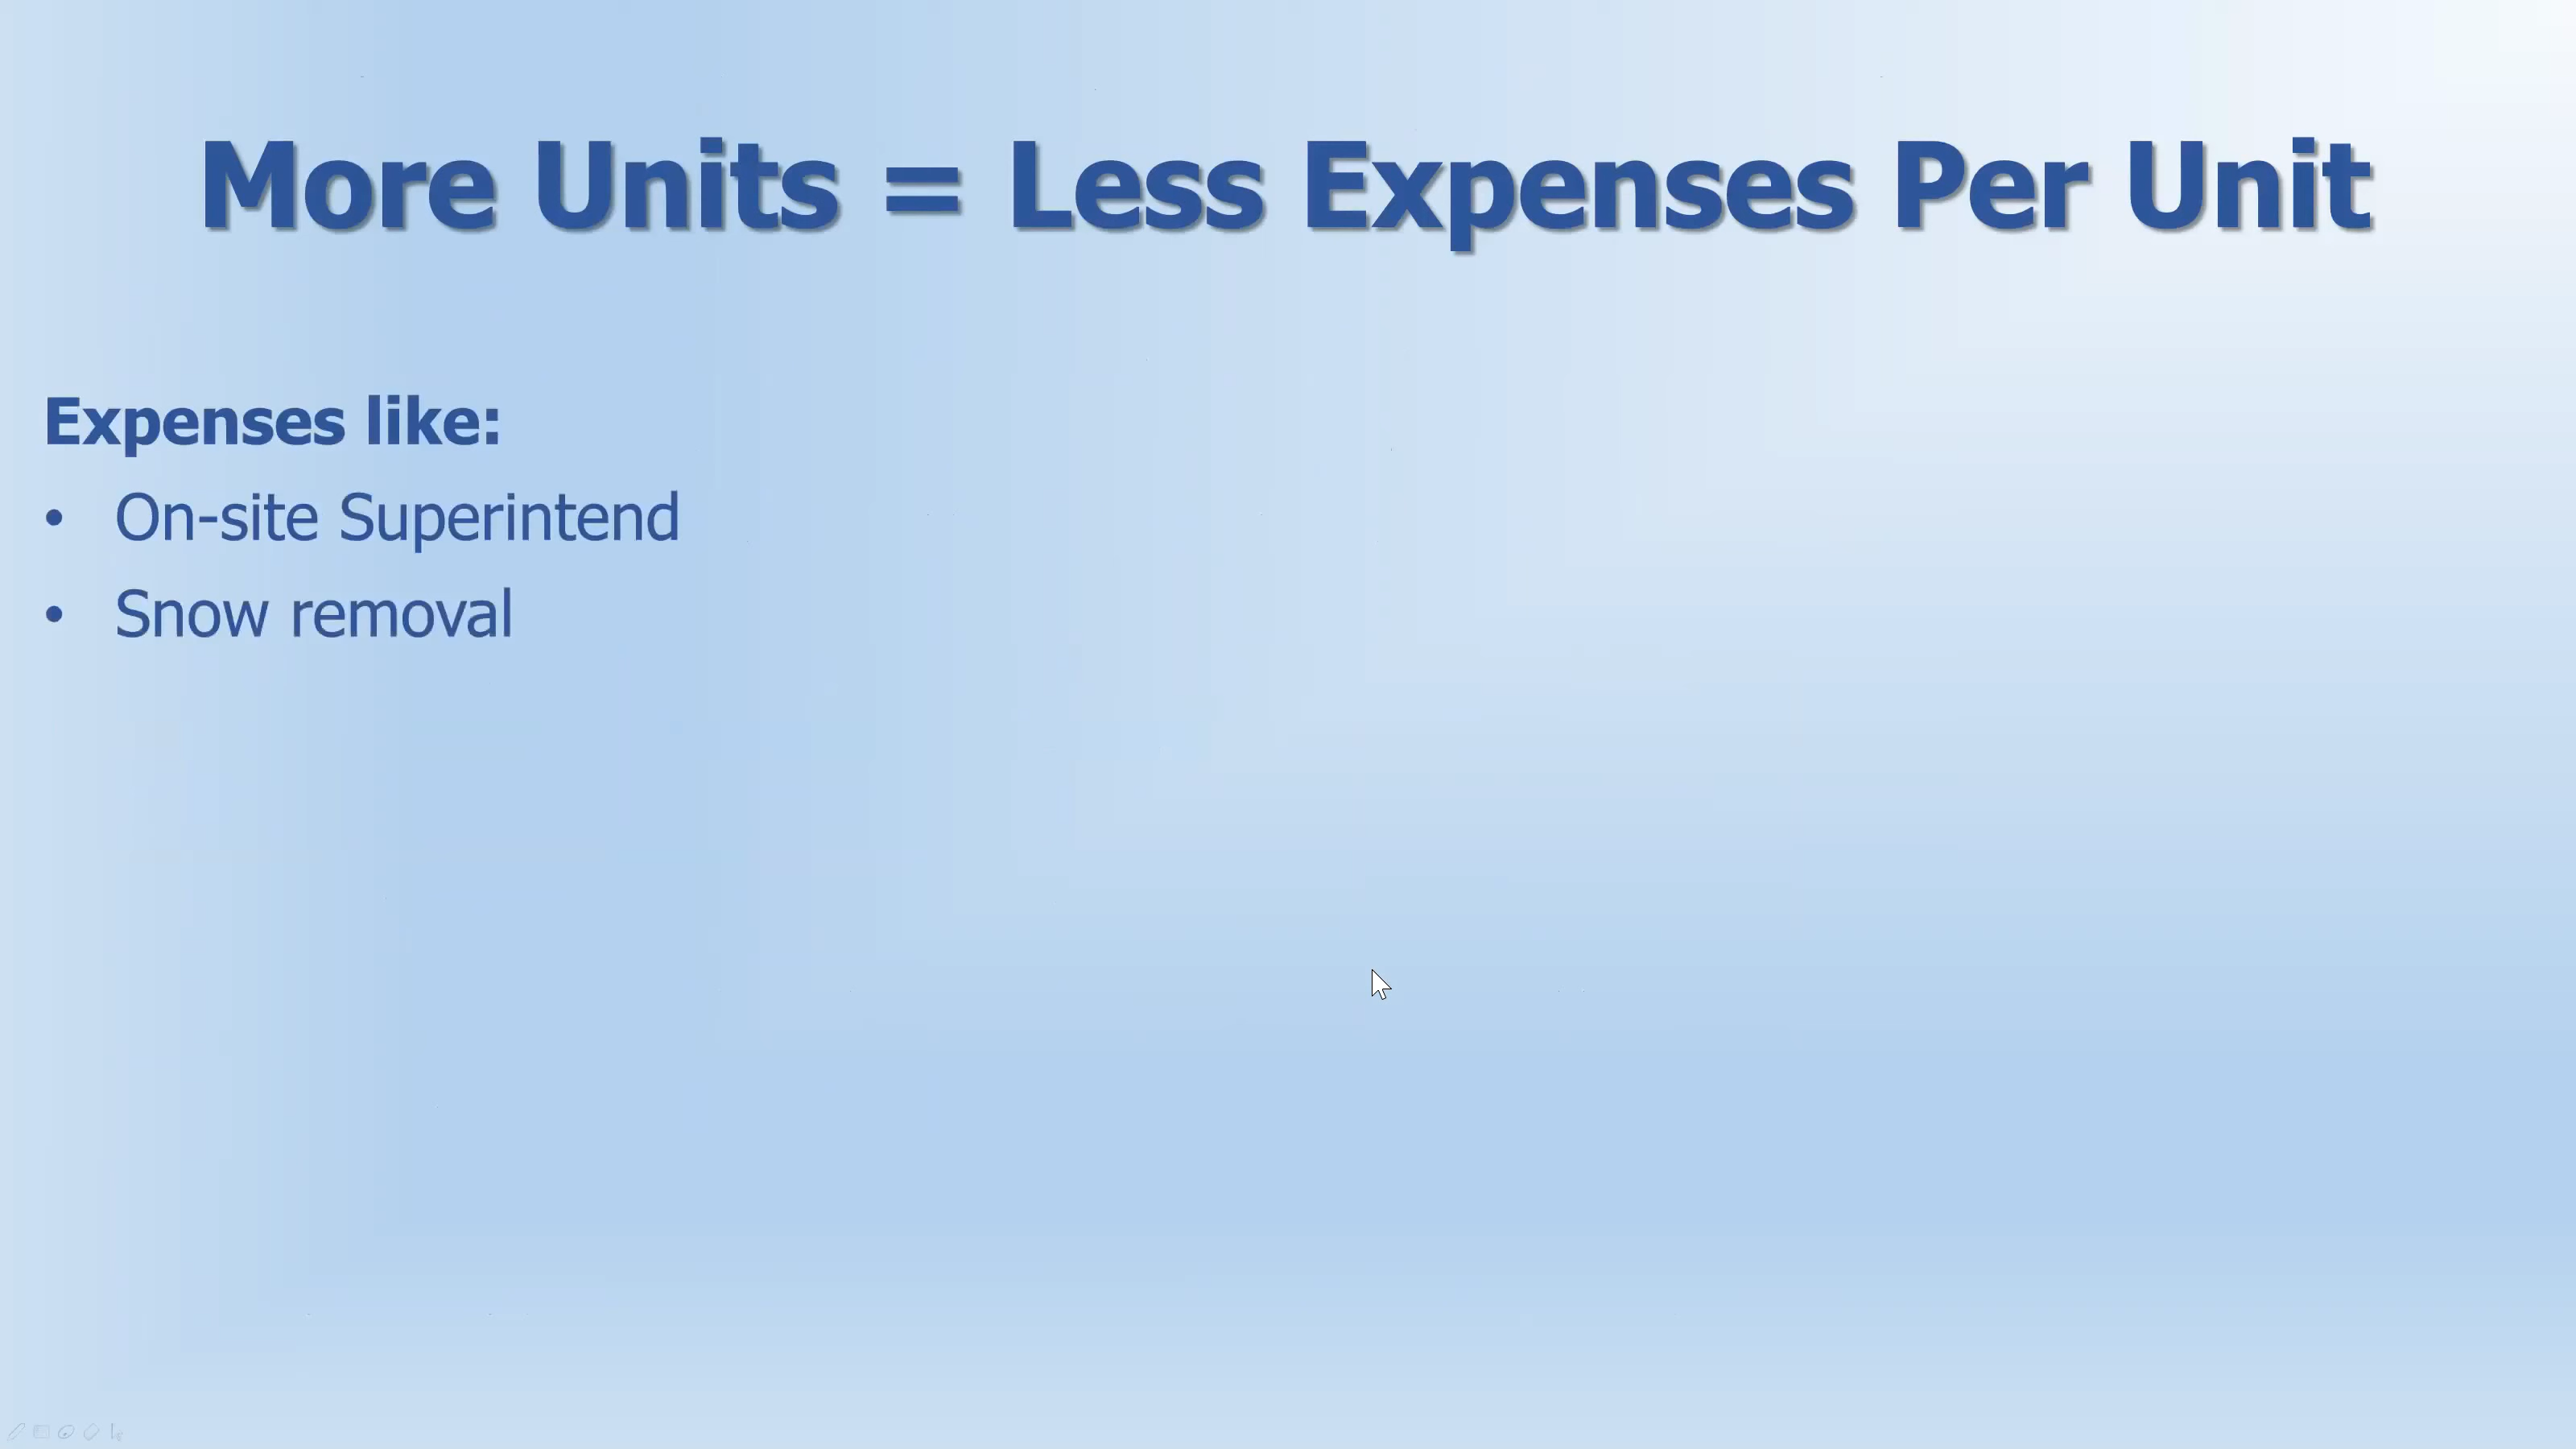 More Units = Less Expenses Per Unit
Expenses like:
• On-site Superintend
• Snow removal